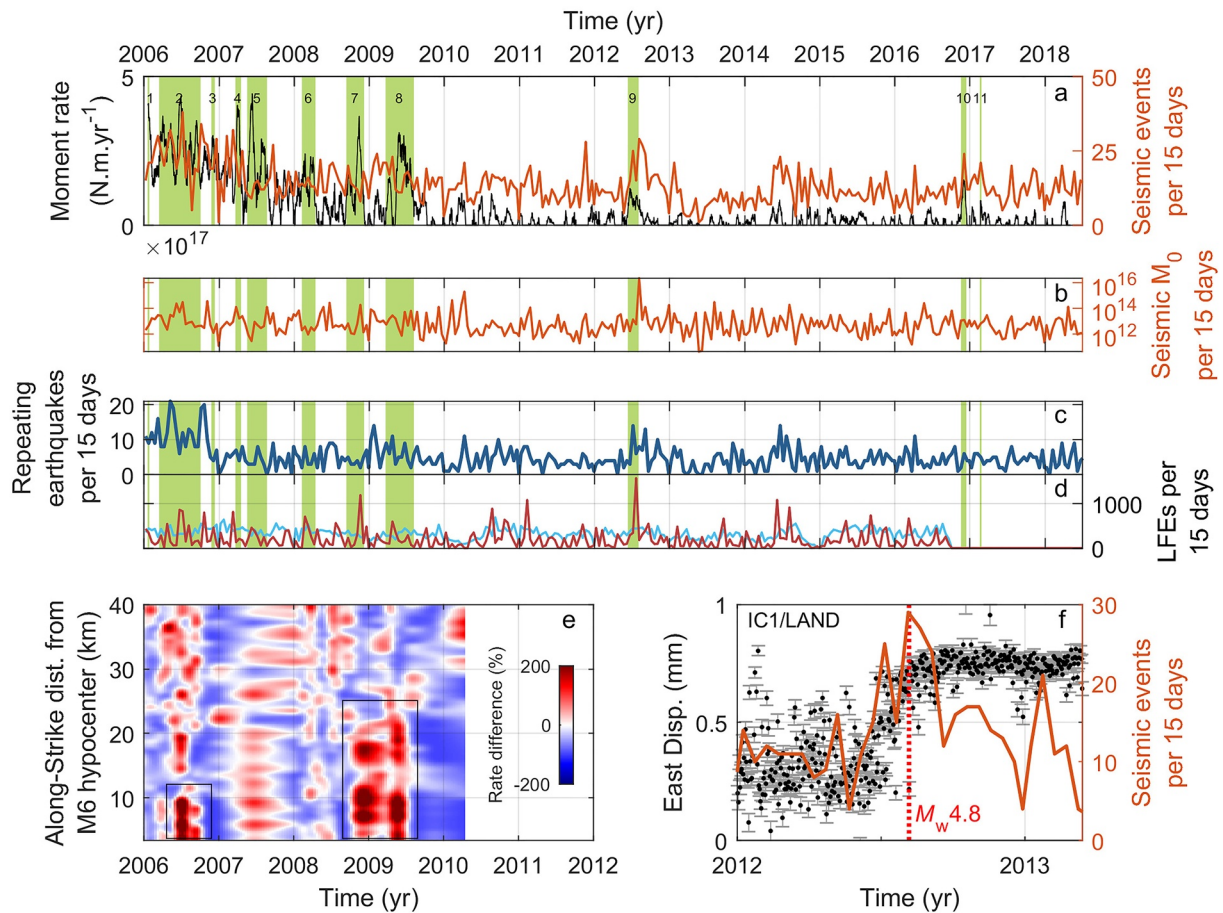 Time (yr)
2006 2007 2008 2009 2010 2011 2012 2013 2014 2015 2016 2017 2018
Moment rate
(N.m.yr⁻¹)
5
0
×10¹⁷
1 2 3 4 5 6 7 8 9 10 11
a
50
25
0
Seismic events
per 15 days
b
10¹⁶
10¹⁴
10¹²
Seismic M₀
per 15 days
Repeating
earthquakes
per 15 days
20
10
0
c
d
1000
0
LFEs per
15 days
Along-Strike dist. from
M6 hypocenter (km)
40
30
20
10
e
Rate difference (%)
200
0
-200
2006 2007 2008 2009 2010 2011 2012
Time (yr)
East Disp. (mm)
1
0.5
0
IC1/LAND
f
Mw4.8
30
20
10
0
Seismic events
per 15 days
2012 2013
Time (yr)